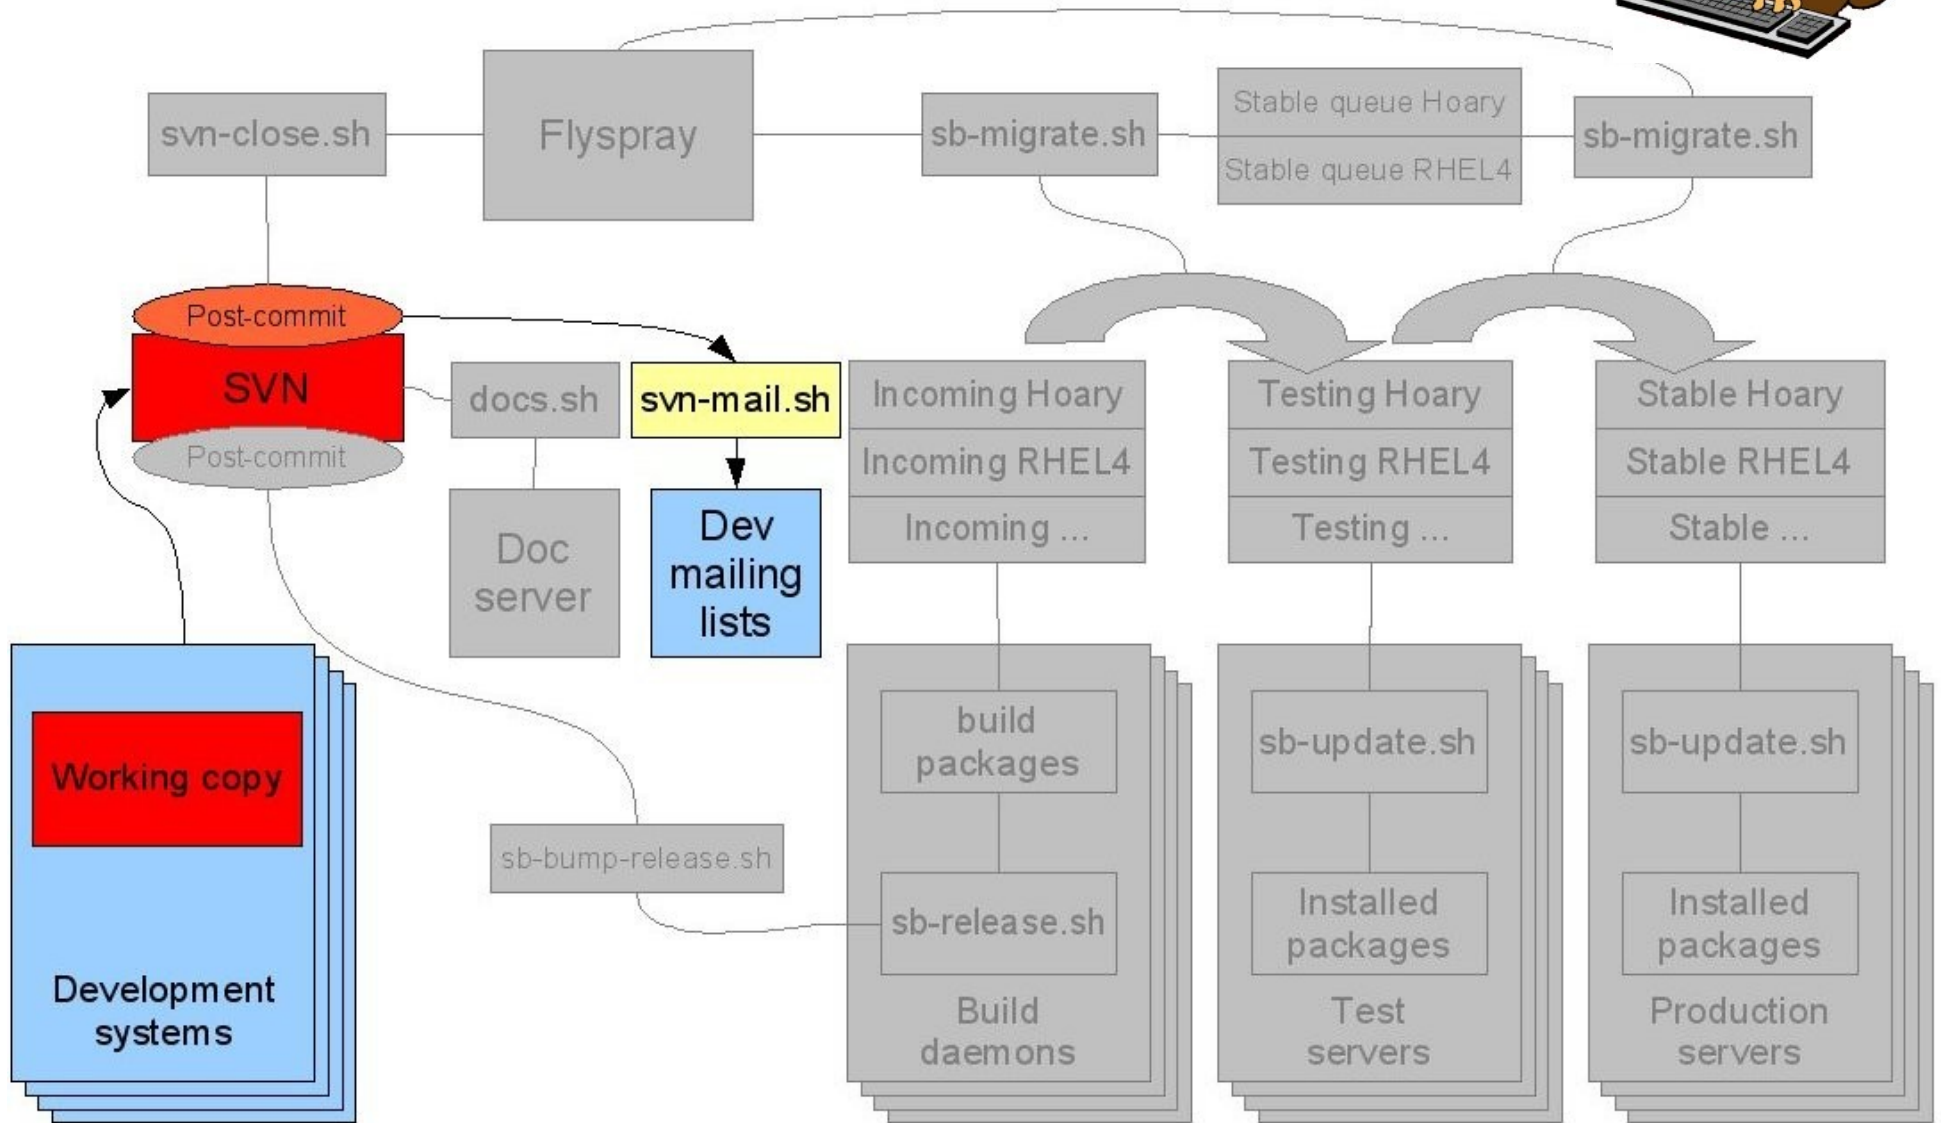 svn-close.sh
Flyspray
sb-migrate.sh
Stable queue Hoary
Stable queue RHEL4
sb-migrate.sh
Post-commit
SVN
Post-commit
docs.sh
svn-mail.sh
Doc
server
Dev
mailing
lists
Incoming Hoary
Incoming RHEL4
Incoming ...
Testing Hoary
Testing RHEL4
Testing ...
Stable Hoary
Stable RHEL4
Stable ...
Working copy
Development
systems
sb-bump-release.sh
build
packages
sb-release.sh
Build
daemons
sb-update.sh
Installed
packages
Test
servers
sb-update.sh
Installed
packages
Production
servers